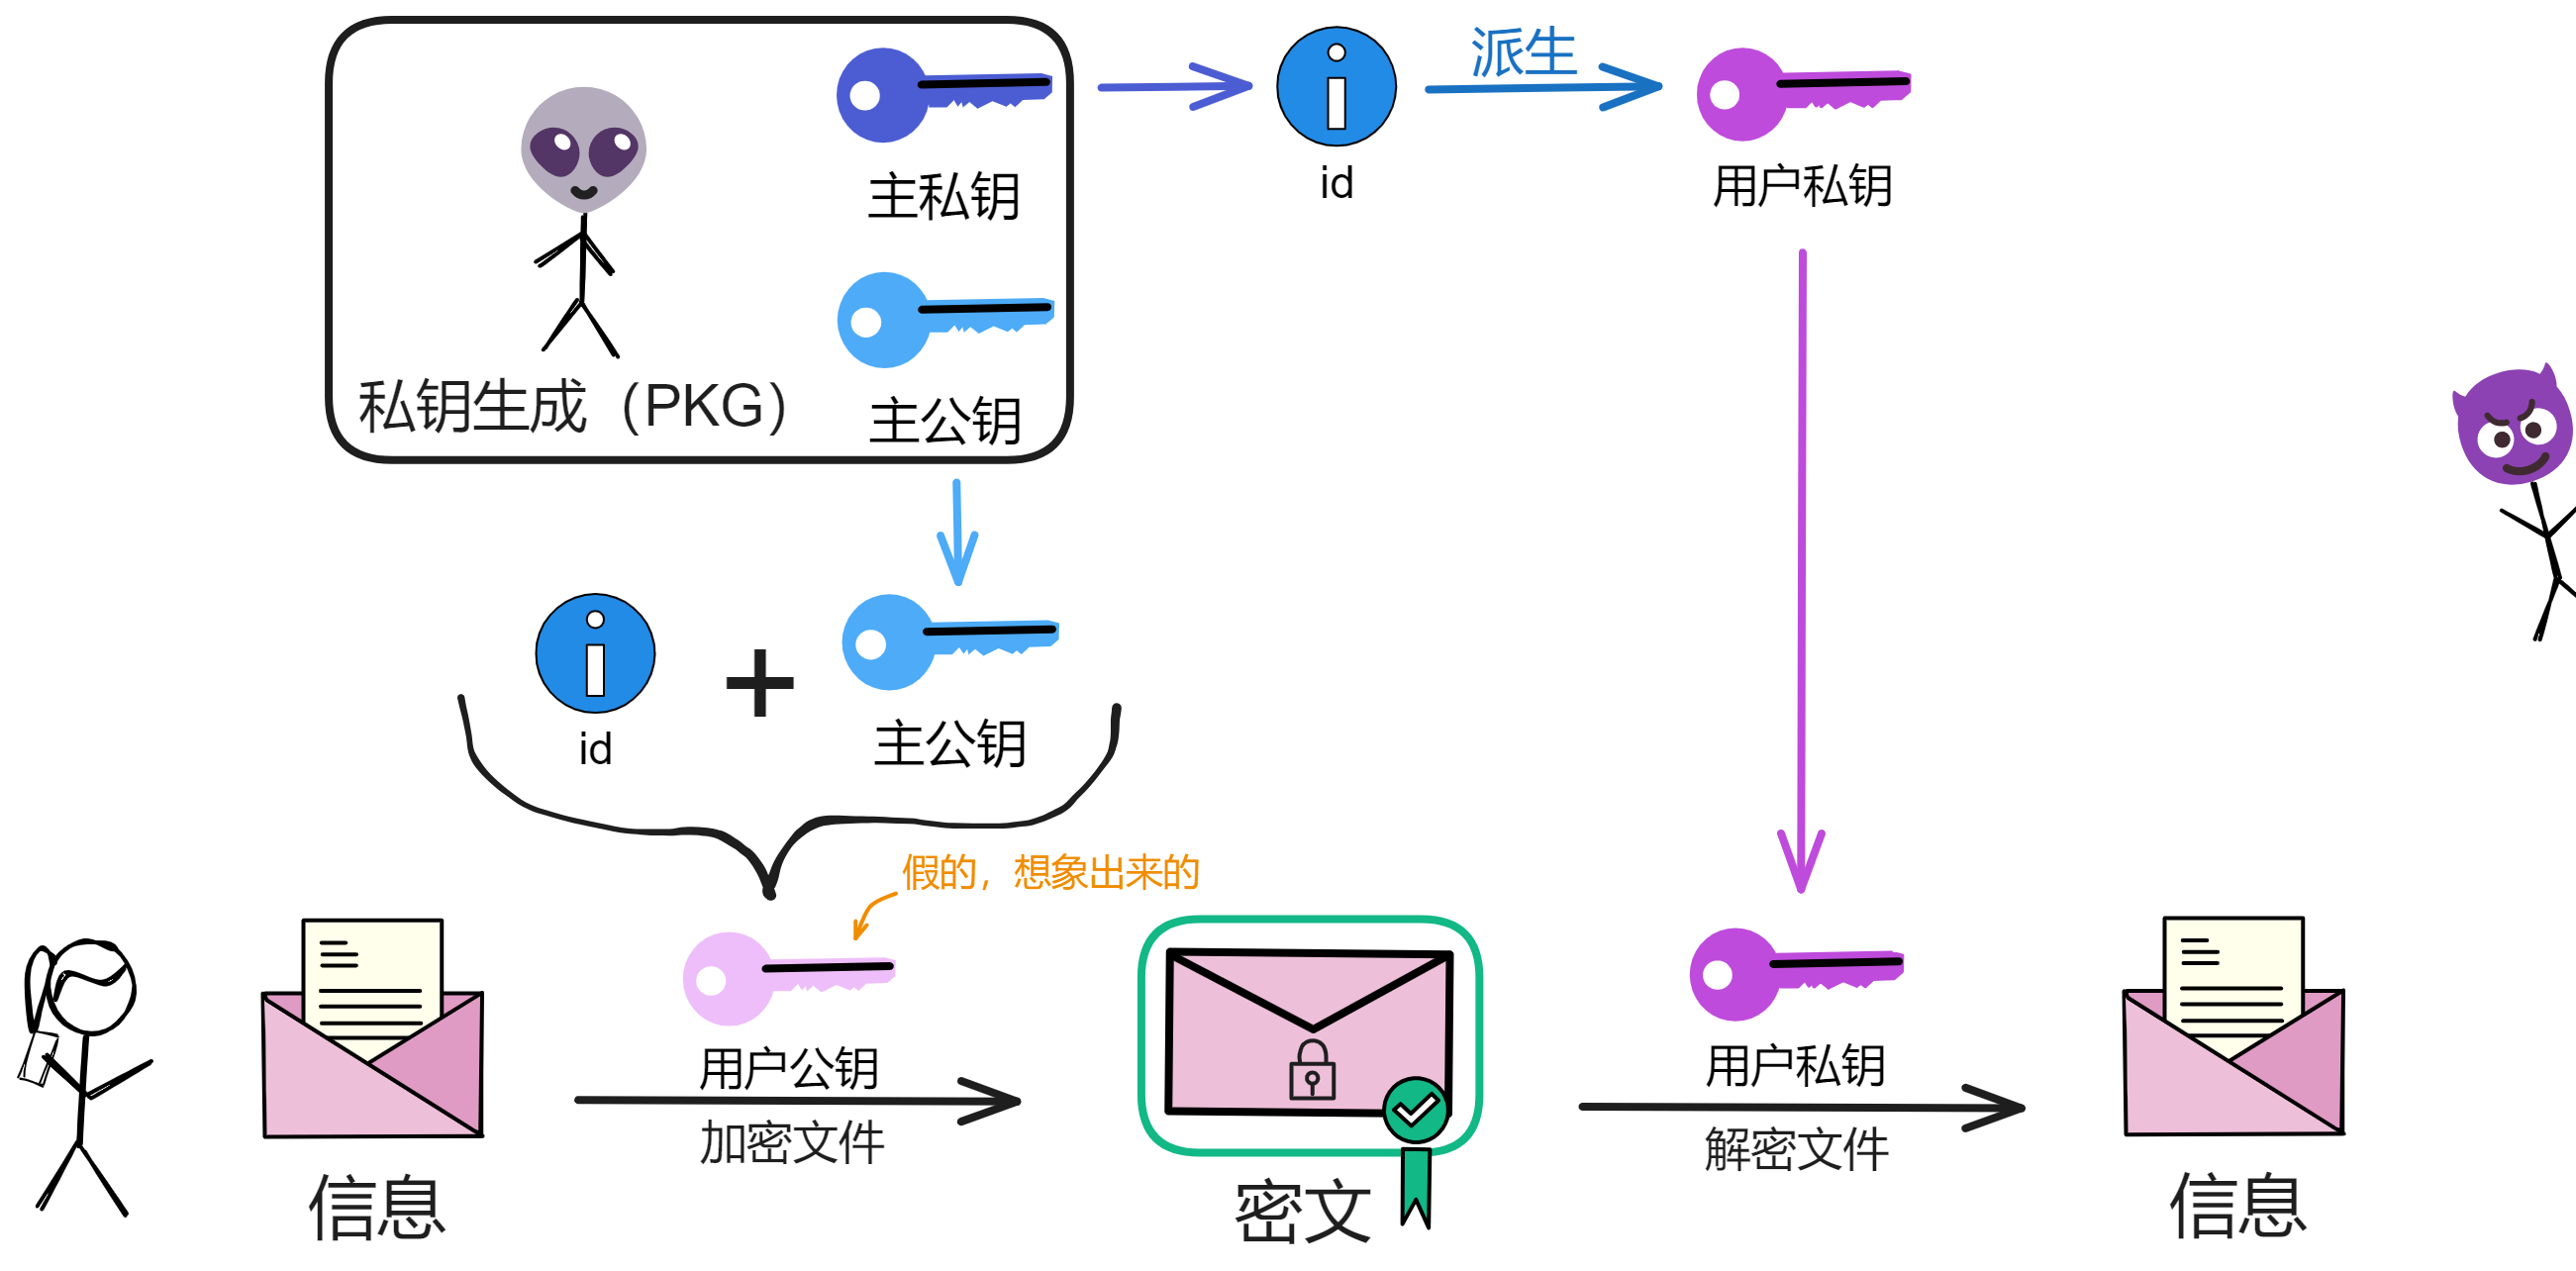 派生
主私钥
id
用户私钥
私钥生成（PKG）
主公钥
id
主公钥
假的，想象出来的
用户公钥
加密文件
用户私钥
解密文件
信息
密文
信息